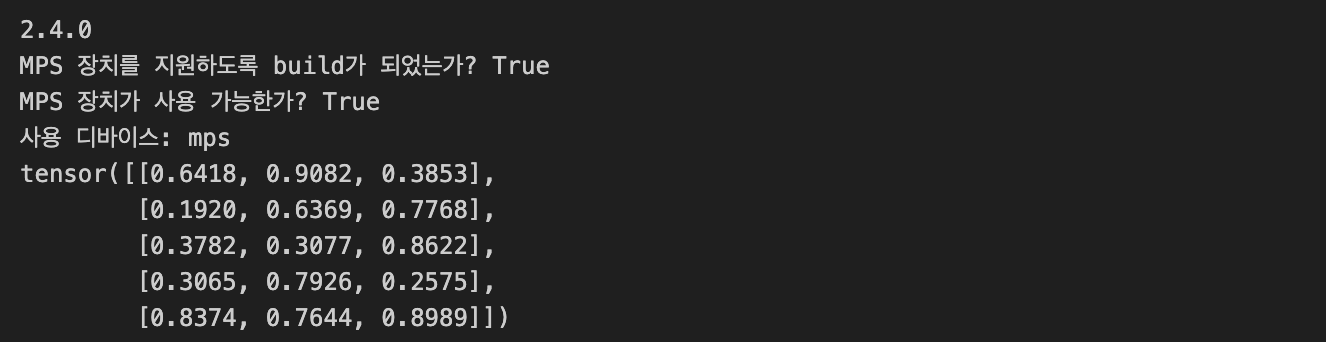 2.4.0
MPS 장치를 지원하도록 build가 되었는가? True
MPS 장치가 사용 가능한가? True
사용 디바이스: mps
tensor([[0.6418, 0.9082, 0.3853],
        [0.1920, 0.6369, 0.7768],
        [0.3782, 0.3077, 0.8622],
        [0.3065, 0.7926, 0.2575],
        [0.8374, 0.7644, 0.8989]])